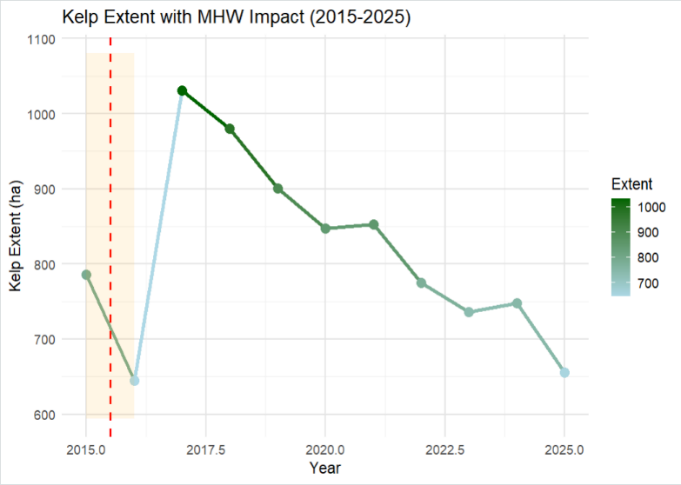 Kelp Extent with MHW Impact (2015-2025)
1100
1000
900
800
700
600
Kelp Extent (ha)
2015.0 2017.5 2020.0 2022.5 2025.0
Year
Extent
1000
900
800
700